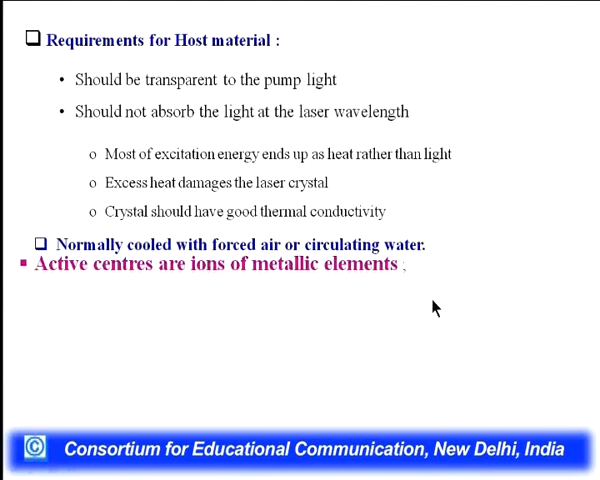 Requirements for Host material :
• Should be transparent to the pump light
• Should not absorb the light at the laser wavelength
o Most of excitation energy ends up as heat rather than light
o Excess heat damages the laser crystal
o Crystal should have good thermal conductivity
Normally cooled with forced air or circulating water.
▪ Active centres are ions of metallic elements ;
© Consortium for Educational Communication, New Delhi, India